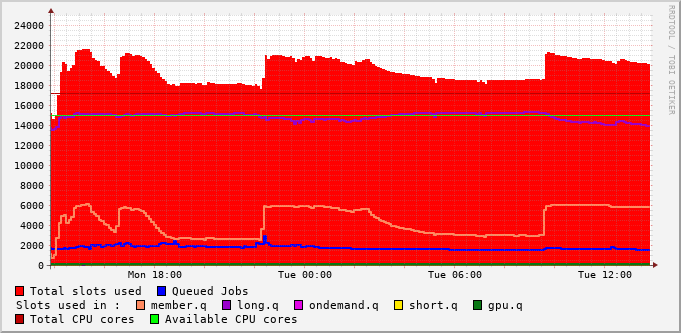 RRDTOOL / TOBI OETIKER
24000
22000
20000
18000
16000
14000
12000
10000
8000
6000
4000
2000
0
Mon 18:00 Tue 00:00 Tue 06:00 Tue 12:00
Total slots used Queued Jobs
Slots used in : member.q long.q ondemand.q short.q gpu.q
Total CPU cores Available CPU cores